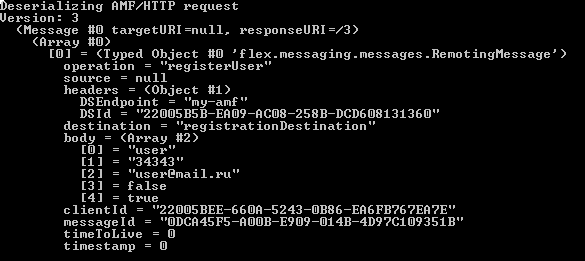 Deserializing AMF/HTTP request
Version: 3
(Message #0 targetURI=null, responseURI=/3)
(Array #0)
[0] = (Typed Object #0 'flex.messaging.messages.RemotingMessage')
operation = "registerUser"
source = null
headers = (Object #1)
DSEndpoint = "my-amf"
DSId = "22005B5B-EA09-AC08-258B-DCD608131360"
destination = "registrationDestination"
body = (Array #2)
[0] = "user"
[1] = "34343"
[2] = "user@mail.ru"
[3] = false
[4] = true
clientId = "22005BEE-660A-5243-0B86-EA6FB767EA7E"
messageId = "0DCA45F5-A00B-E909-014B-4D97C109351B"
timeToLive = 0
timestamp = 0